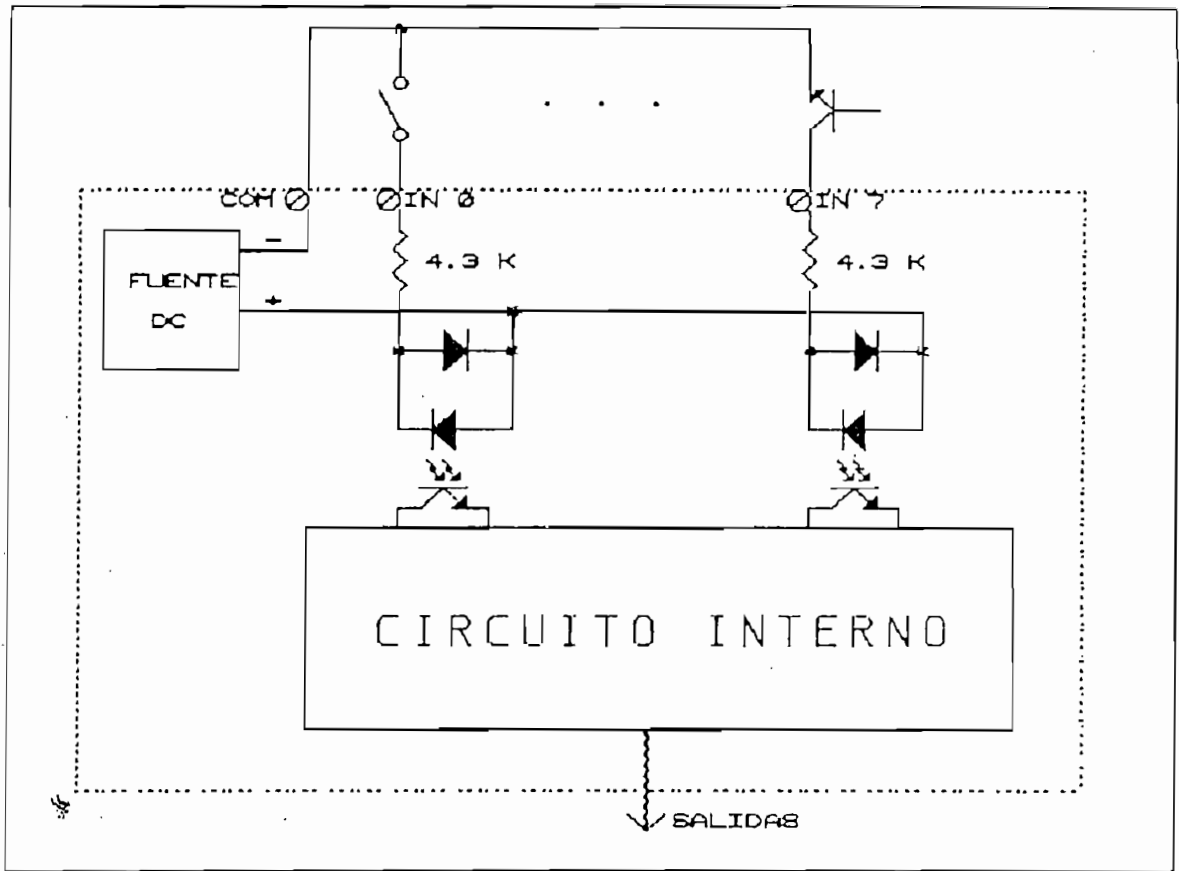 COM
IN 0
IN 7
-
4.3 K
4.3 K
FUENTE
+
DC
CIRCUITO INTERNO
SALIDAS